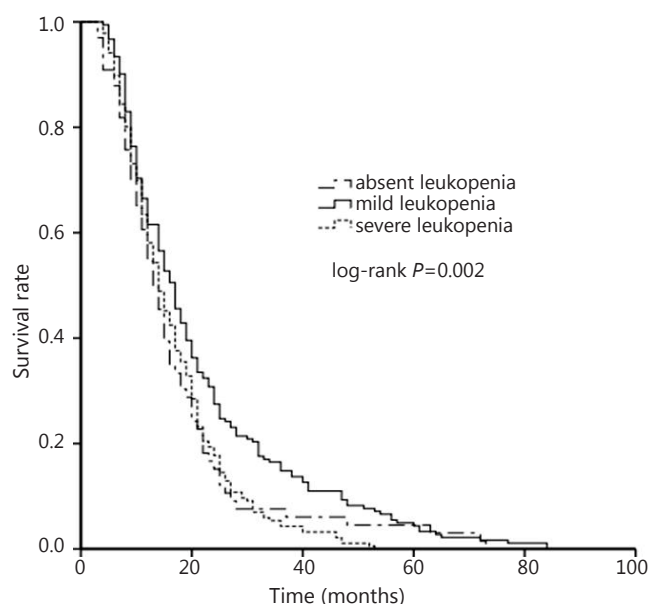 1.0
0.8
0.6
0.4
0.2
0.0
Survival rate
absent leukopenia
mild leukopenia
severe leukopenia
log-rank P=0.002
0 20 40 60 80 100
Time (months)